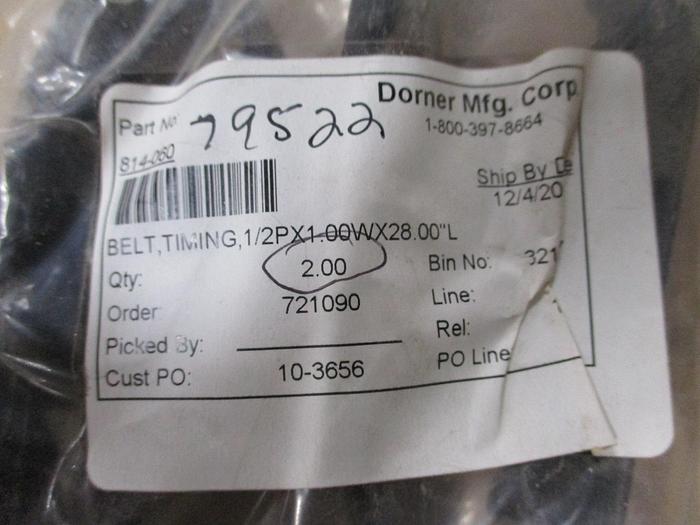 Dorner Mfg. Corp
1-800-397-8664
Part No 79522
814-060
Ship By
12/4/20
BELT,TIMING,1/2PX1.00WX28.00"L
Qty: 2.00 Bin No: 321
Order: 721090 Line:
Picked By: Rel:
Cust PO: 10-3656 PO Line